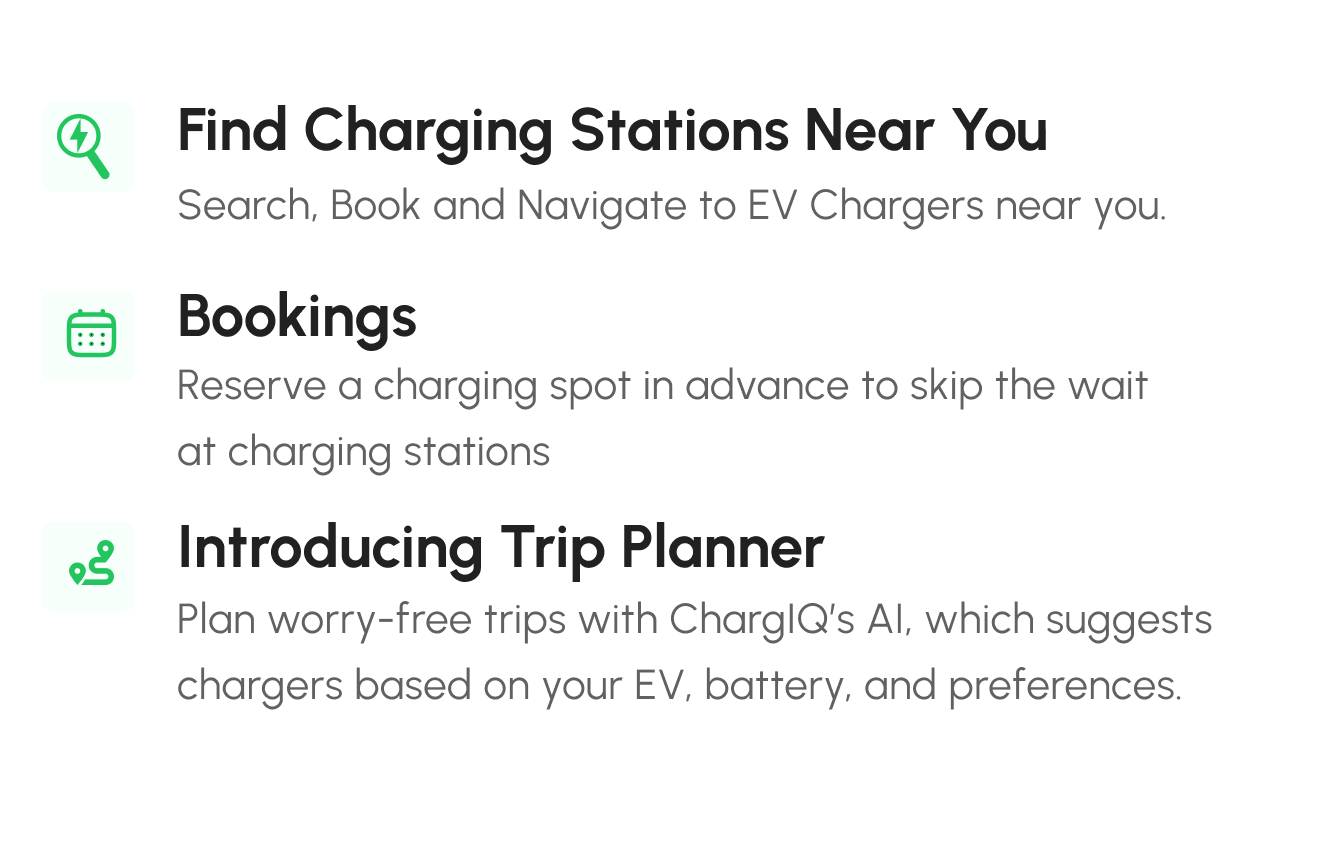 Find Charging Stations Near You
Search, Book and Navigate to EV Chargers near you.
Bookings
Reserve a charging spot in advance to skip the wait
at charging stations
Introducing Trip Planner
Plan worry-free trips with ChargIQ's AI, which suggests
chargers based on your EV, battery, and preferences.